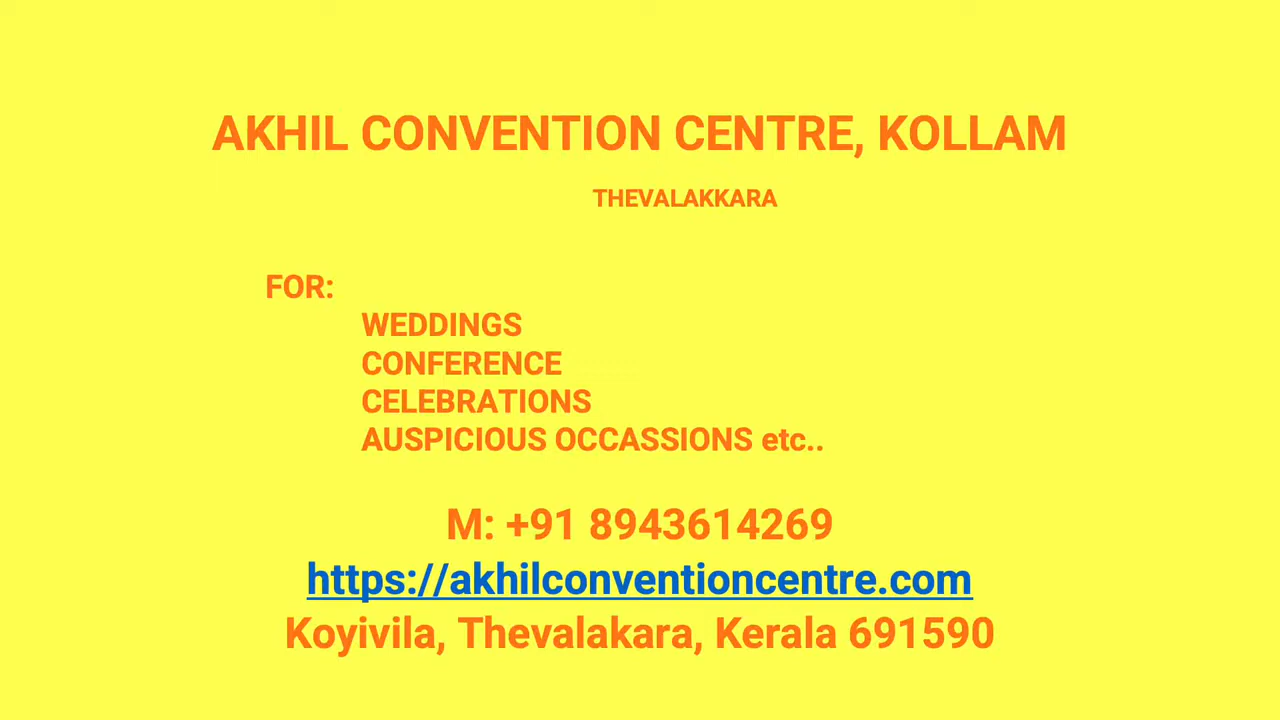 AKHIL CONVENTION CENTRE, KOLLAM
THEVALAKKARA
FOR:
WEDDINGS
CONFERENCE
CELEBRATIONS
AUSPICIOUS OCCASSIONS etc..
M: +91 8943614269
https://akhilconventioncentre.com
Koyivila, Thevalakara, Kerala 691590